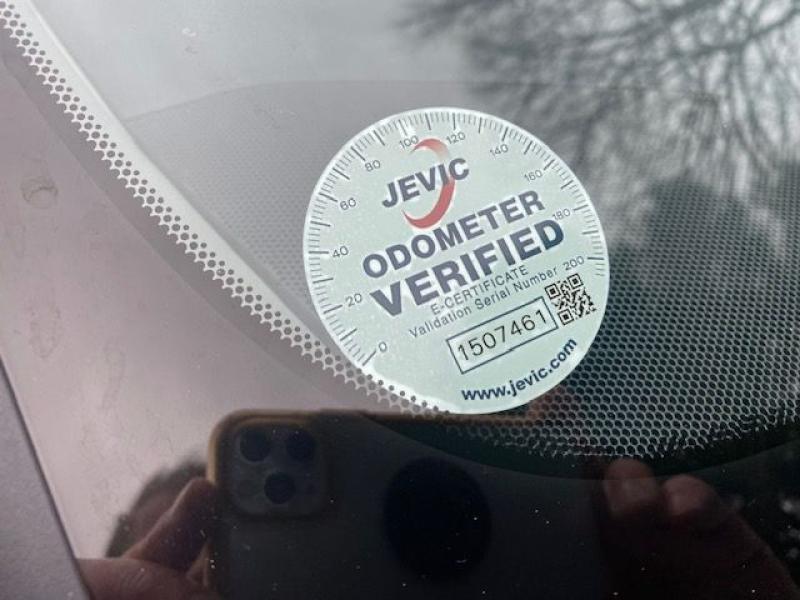 0 20 40 60 80 100 120 140 160 180 200
JEVIC
ODOMETER
VERIFIED
E-CERTIFICATE
Validation Serial Number
1507461
www.jevic.com